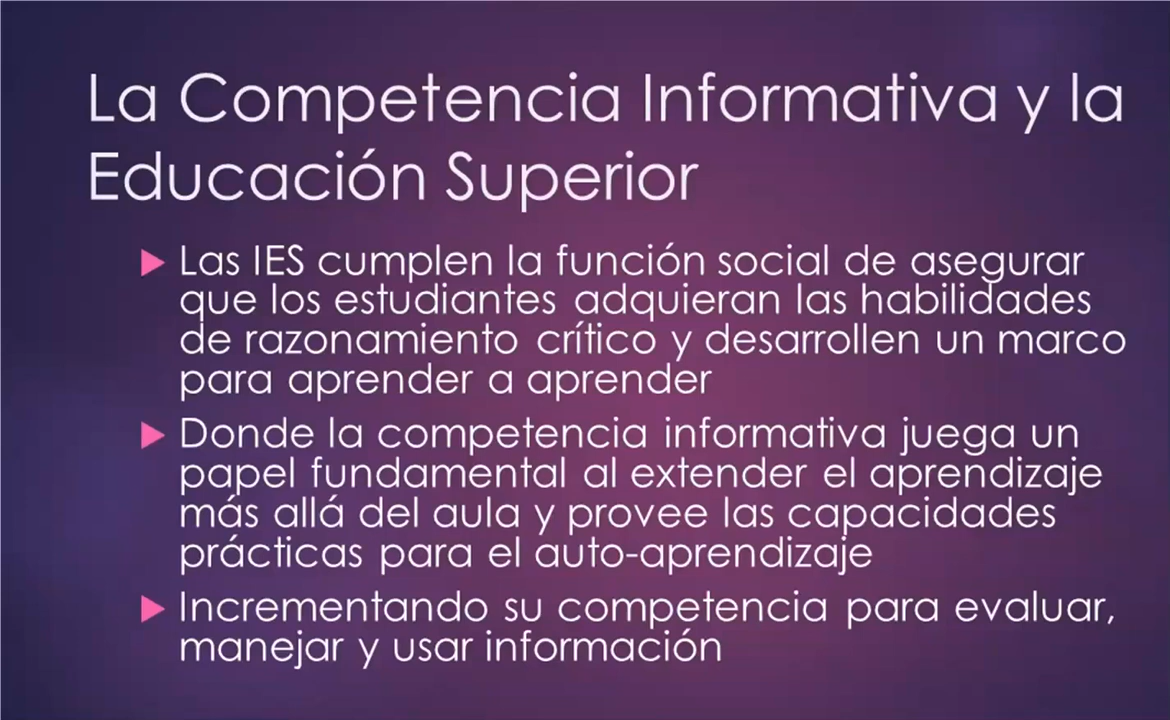 La Competencia Informativa y la
Educación Superior
Las IES cumplen la función social de asegurar
que los estudiantes adquieran las habilidades
de razonamiento crítico y desarrollen un marco
para aprender a aprender
Donde la competencia informativa juega un
papel fundamental al extender el aprendizaje
más allá del aula y provee las capacidades
prácticas para el auto-aprendizaje
Incrementando su competencia para evaluar,
manejar y usar información